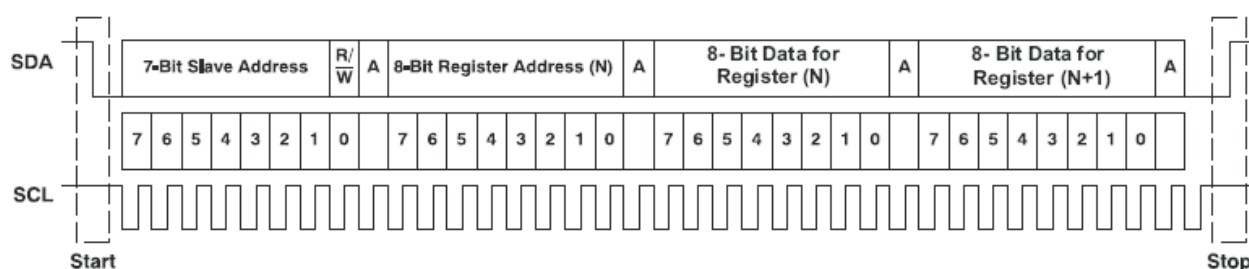 SDA
7-Bit Slave Address
R/
W
A
8-Bit Register Address (N)
A
8- Bit Data for
Register (N)
A
8- Bit Data for
Register (N+1)
A
7 6 5 4 3 2 1 0 7 6 5 4 3 2 1 0 7 6 5 4 3 2 1 0 7 6 5 4 3 2 1 0
SCL
Start
Stop